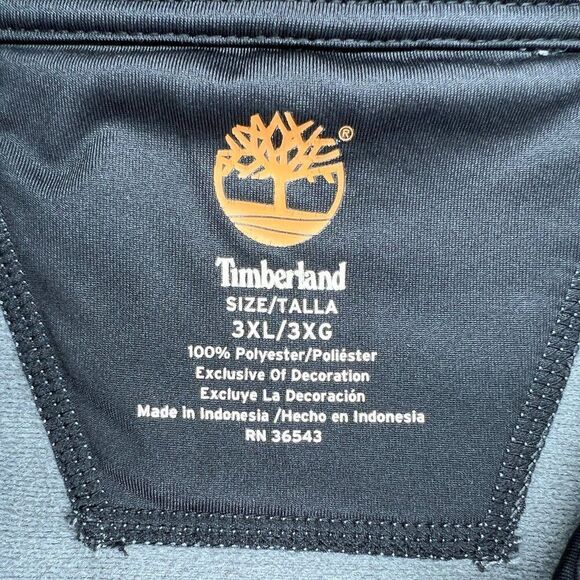 ®
Timberland
SIZE/TALLA
3XL/3XG
100% Polyester/Poliéster
Exclusive Of Decoration
Excluye La Decoración
Made in Indonesia /Hecho en Indonesia
RN 36543